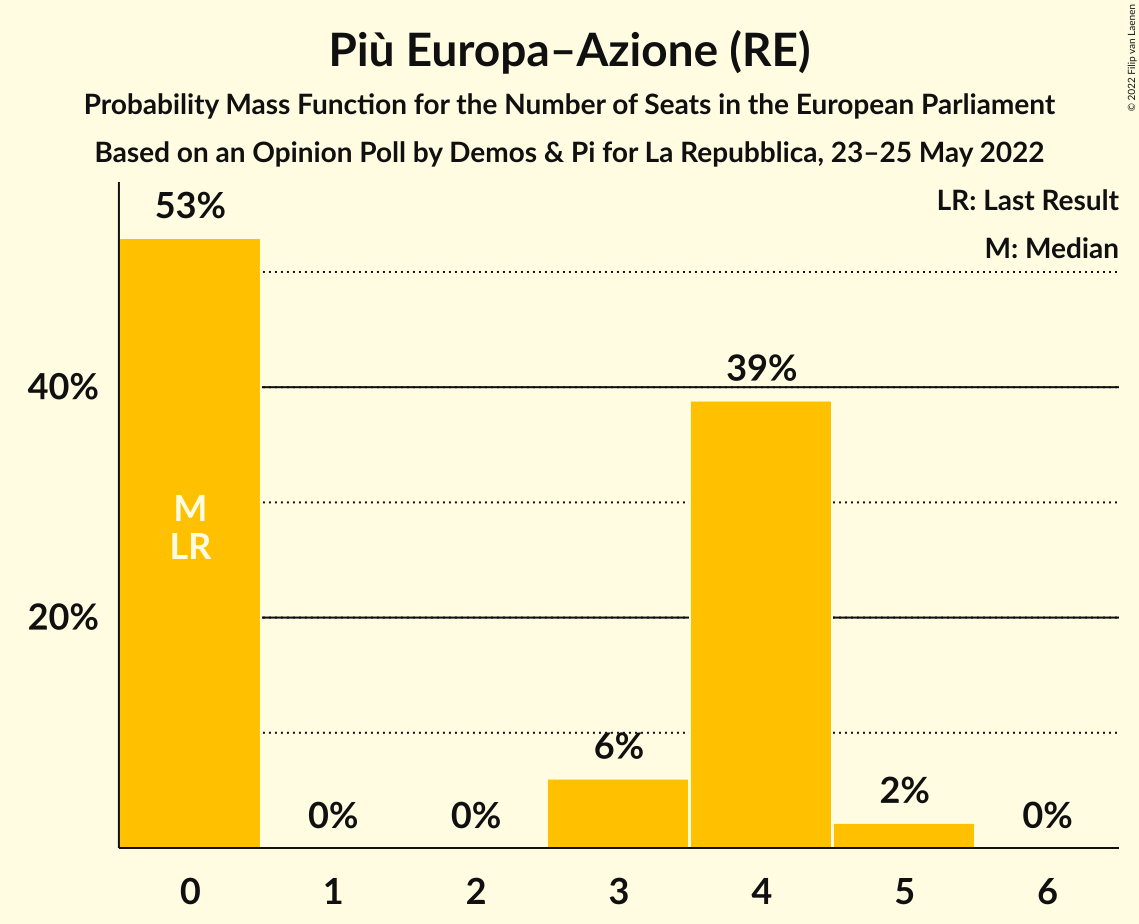 Più Europa–Azione (RE)
Probability Mass Function for the Number of Seats in the European Parliament
Based on an Opinion Poll by Demos & Pi for La Repubblica, 23–25 May 2022
© 2022 Filip van Laenen
LR: Last Result
M: Median
53%
39%
40%
M
LR
20%
6%
2%
0%
0%
0%
0
1
2
3
4
5
6